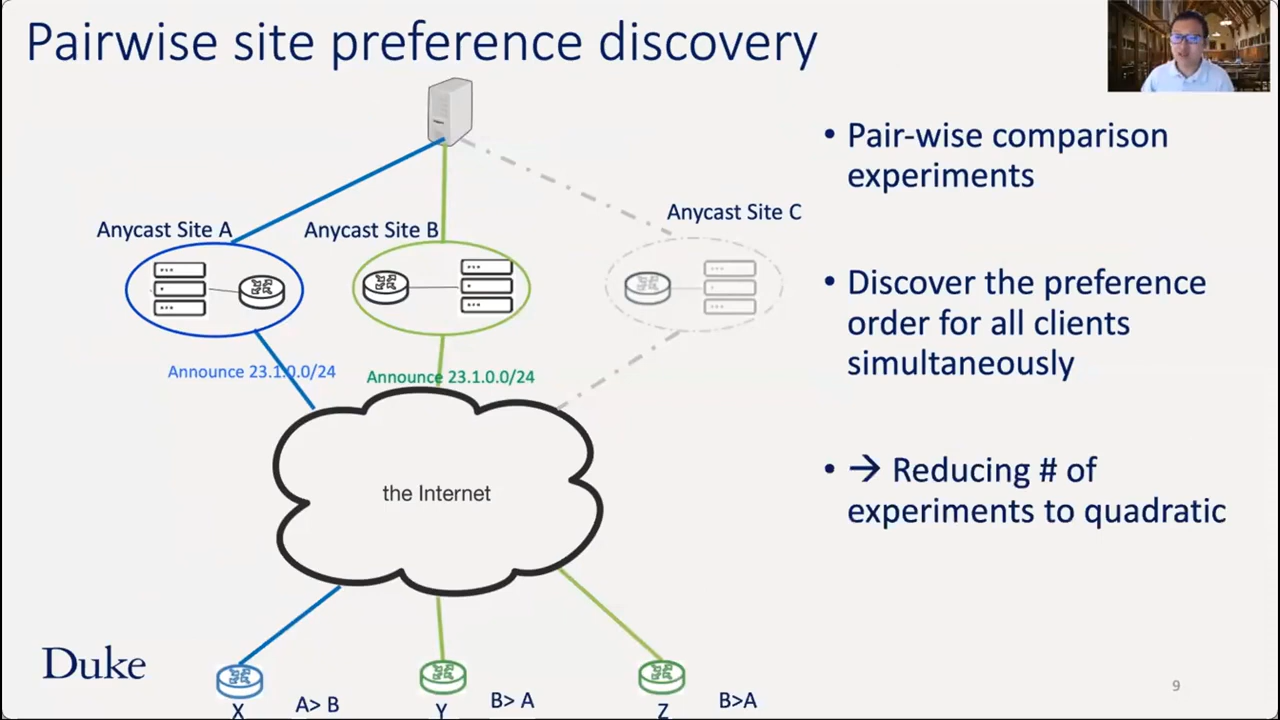 Pairwise site preference discovery
Anycast Site A
Anycast Site B
Anycast Site C
Announce 23.1.0.0/24
Announce 23.1.0.0/24
the Internet
X
A> B
Y
B> A
Z
B>A
• Pair-wise comparison
experiments
• Discover the preference
order for all clients
simultaneously
• → Reducing # of
experiments to quadratic
Duke
9